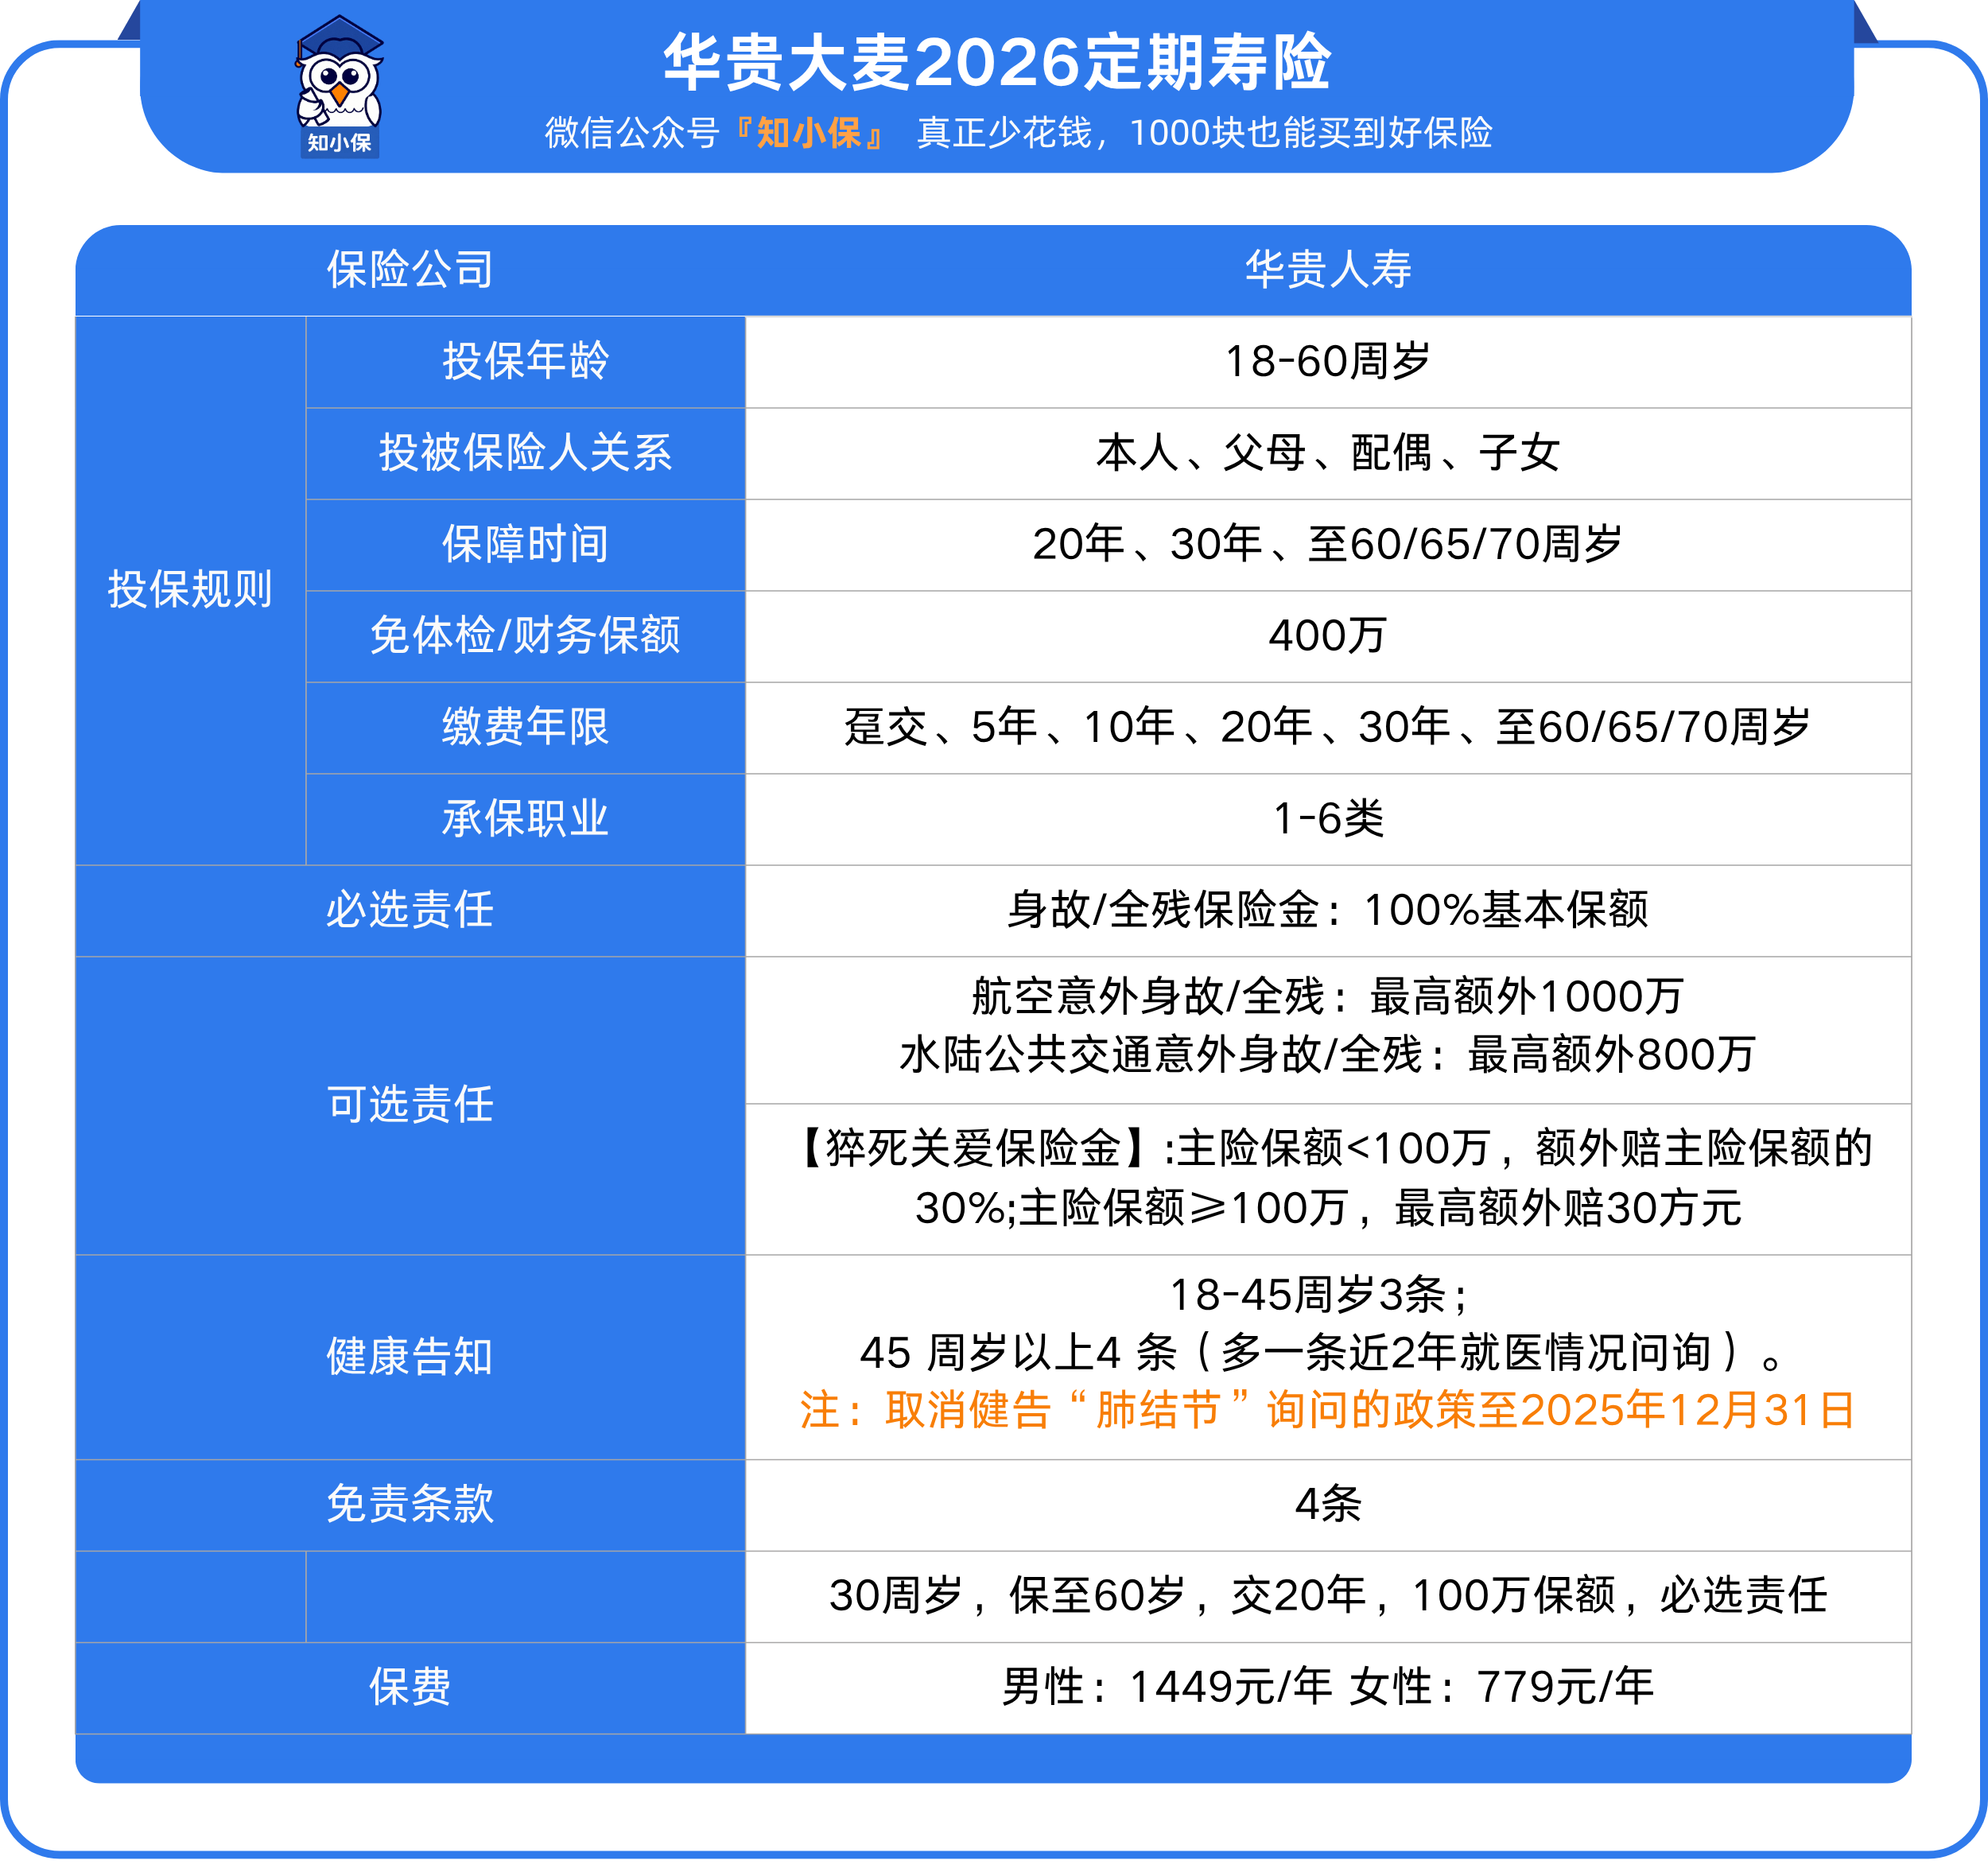 华贵大麦2026定期寿险
知小保
微信公众号『知小保』 真正少花钱，1000块也能买到好保险
保险公司 华贵人寿
投保规则
投保年龄 18-60周岁
投被保险人关系 本人、父母、配偶、子女
保障时间 20年、30年、至60/65/70周岁
免体检/财务保额 400万
缴费年限 趸交、5年、10年、20年、30年、至60/65/70周岁
承保职业 1-6类
必选责任 身故/全残保险金：100%基本保额
可选责任
航空意外身故/全残：最高额外1000万
水陆公共交通意外身故/全残：最高额外800万
【猝死关爱保险金】:主险保额<100万，额外赔主险保额的
30%;主险保额≥100万，最高额外赔30万元
健康告知
18-45周岁3条；
45 周岁以上4 条（多一条近2年就医情况问询）。
注：取消健告“肺结节”询问的政策至2025年12月31日
免责条款 4条
30周岁，保至60岁，交20年，100万保额，必选责任
保费 男性：1449元/年 女性：779元/年